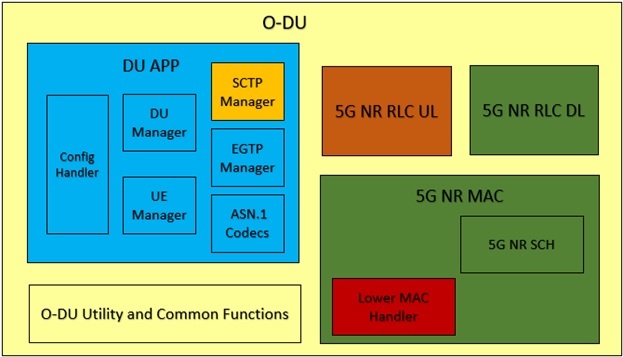 O-DU
DU APP
Config
Handler
DU
Manager
UE
Manager
SCTP
Manager
EGTP
Manager
ASN.1
Codecs
5G NR RLC UL
5G NR RLC DL
5G NR MAC
5G NR SCH
Lower MAC
Handler
O-DU Utility and Common Functions